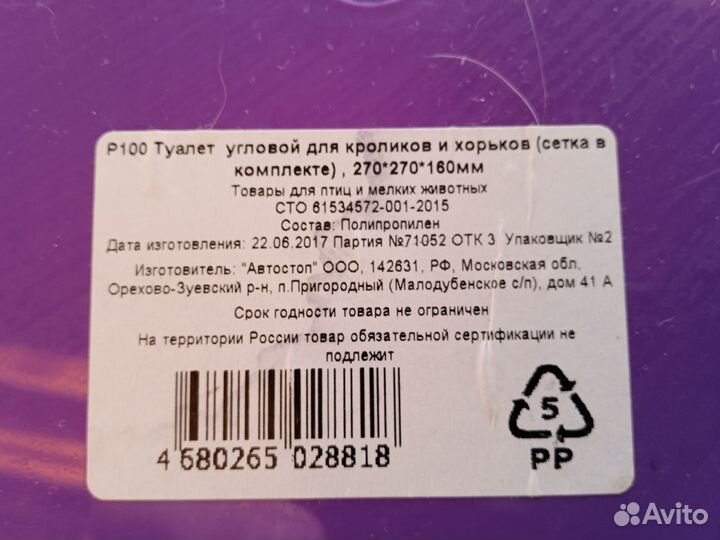 P100 Туалет угловой для кроликов и хорьков (сетка в
комплекте) , 270*270*160мм
Товары для птиц и мелких животных
СТО 61534572-001-2015
Состав: Полипропилен
Дата изготовления: 22.06.2017 Партия №71052 ОТК 3 Упаковщик №2
Изготовитель: "Автостоп" ООО, 142631, РФ, Московская обл,
Орехово-Зуевский р-н, п.Пригородный (Малодубенское с/п), дом 41 А
Срок годности товара не ограничен
На территории России товар обязательной сертификации не
подлежит
4 680265 028818
5
PP
Avito